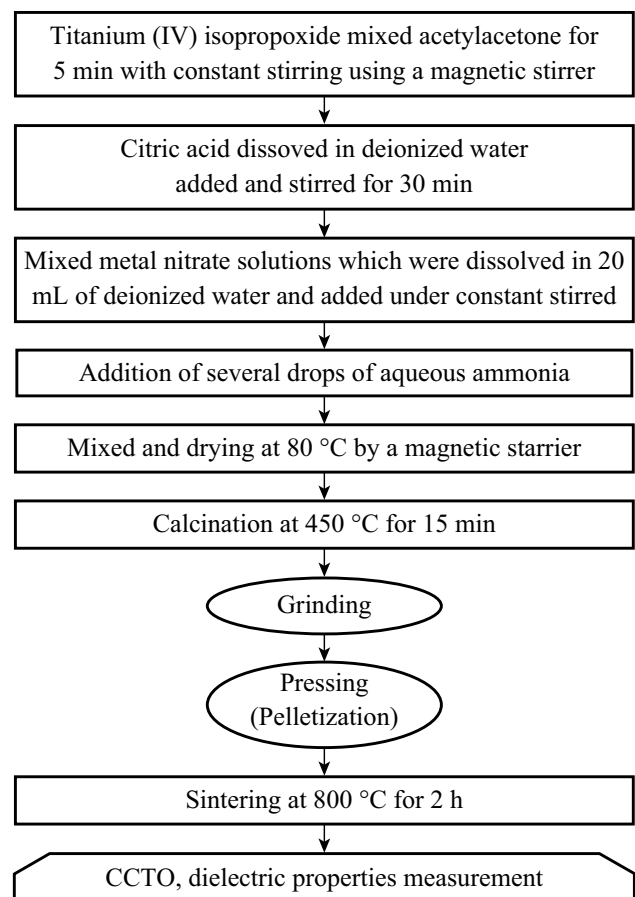 Titanium (IV) isopropoxide mixed acetylacetone for
5 min with constant stirring using a magnetic stirrer
Citric acid dissoved in deionized water
added and stirred for 30 min
Mixed metal nitrate solutions which were dissolved in 20
mL of deionized water and added under constant stirred
Addition of several drops of aqueous ammonia
Mixed and drying at 80 °C by a magnetic starrier
Calcination at 450 °C for 15 min
Grinding
Pressing
(Pelletization)
Sintering at 800 °C for 2 h
CCTO, dielectric properties measurement